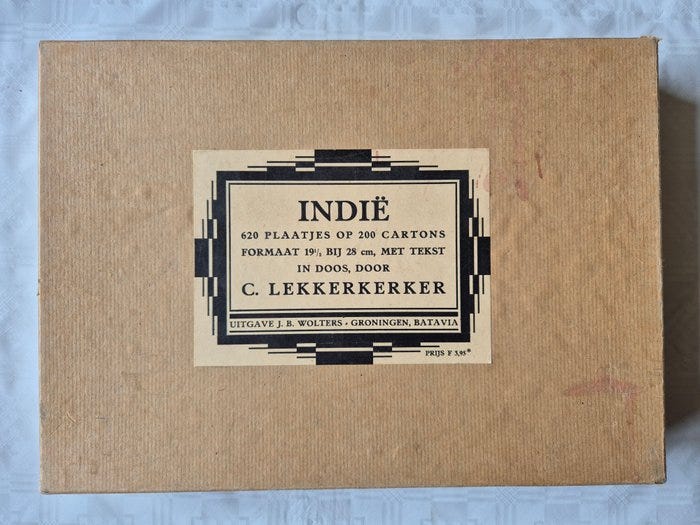 INDIË
620 PLAATJES OP 200 CARTONS
FORMAAT 19½ BIJ 28 cm, MET TEKST
IN DOOS, DOOR
C. LEKKERKERKER
UITGAVE J. B. WOLTERS - GRONINGEN, BATAVIA
PRIJS F 3,95*